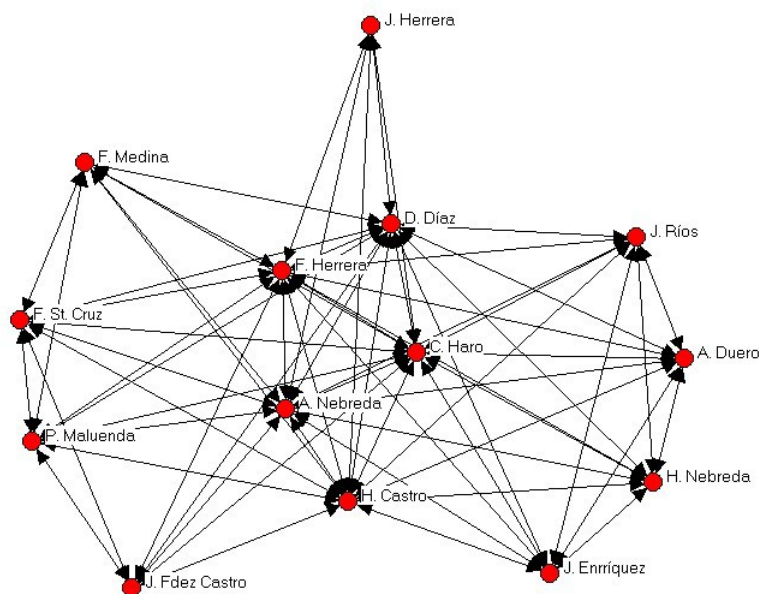 J. Herrera
F. Medina
D. Díaz
J. Ríos
F. Herrera
F. St. Cruz
C. Haro
A. Duero
A. Nebreda
P. Maluenda
H. Nebreda
H. Castro
J. Enrríquez
J. Fdez Castro